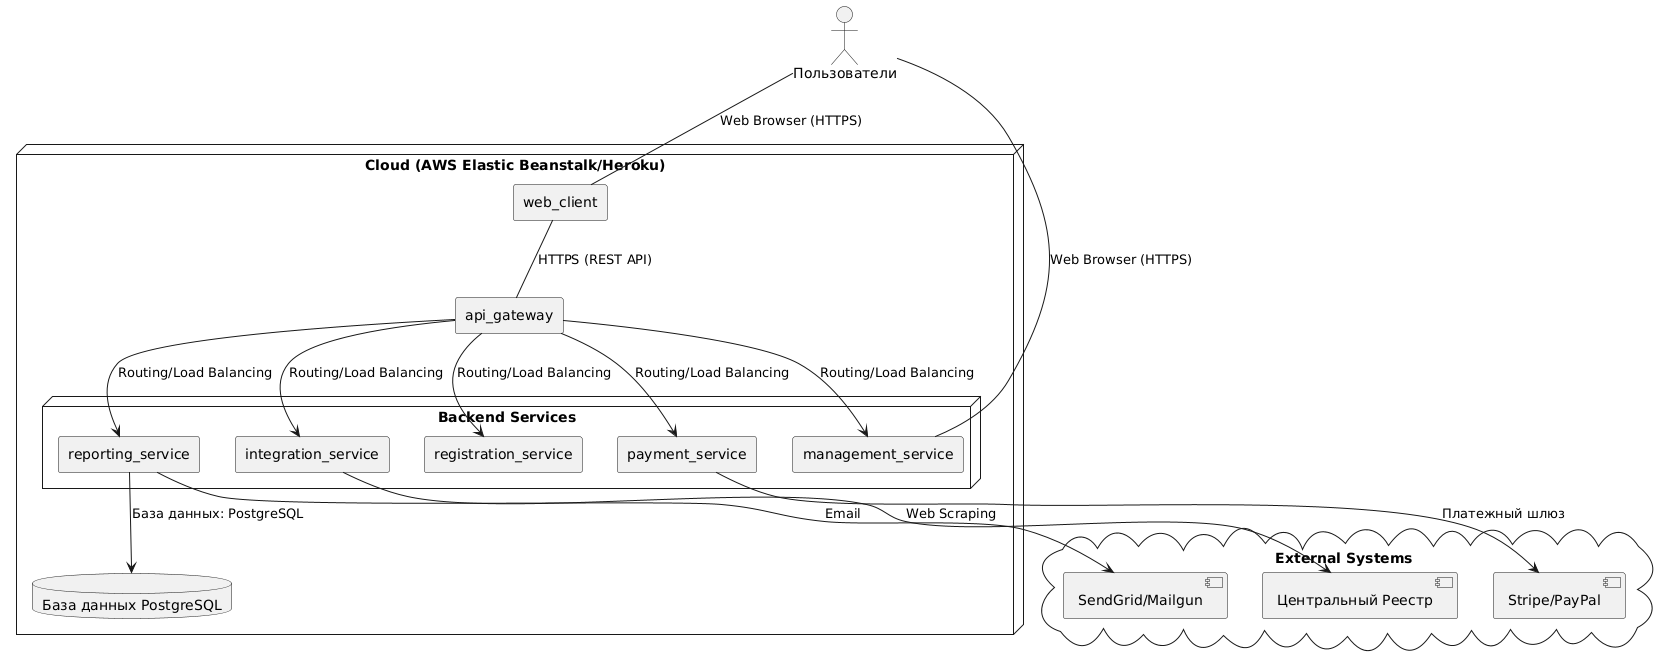 Пользователи
Web Browser (HTTPS)
Cloud (AWS Elastic Beanstalk/Heroku)
web_client
HTTPS (REST API)
Web Browser (HTTPS)
api_gateway
Routing/Load Balancing
Routing/Load Balancing
Routing/Load Balancing
Routing/Load Balancing
Routing/Load Balancing
Backend Services
reporting_service
integration_service
registration_service
payment_service
management_service
База данных: PostgreSQL
Email
Web Scraping
Платежный шлюз
External Systems
База данных PostgreSQL
SendGrid/Mailgun
Центральный Реестр
Stripe/PayPal